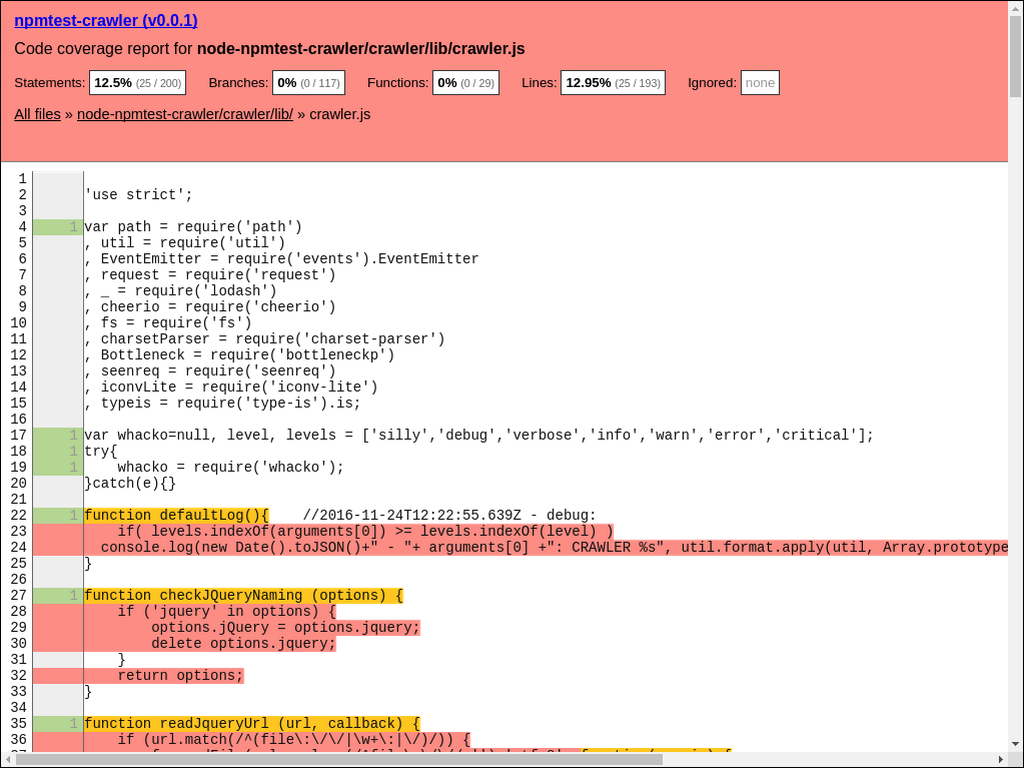 npmtest-crawler (v0.0.1)
Code coverage report for node-npmtest-crawler/crawler/lib/crawler.js
Statements: 12.5% (25 / 200) Branches: 0% (0 / 117) Functions: 0% (0 / 29) Lines: 12.95% (25 / 193) Ignored: none
All files » node-npmtest-crawler/crawler/lib/ » crawler.js
1
2 'use strict';
3
4 1 var path = require('path')
5 , util = require('util')
6 , EventEmitter = require('events').EventEmitter
7 , request = require('request')
8 , _ = require('lodash')
9 , cheerio = require('cheerio')
10 , fs = require('fs')
11 , charsetParser = require('charset-parser')
12 , Bottleneck = require('bottleneckp')
13 , seenreq = require('seenreq')
14 , iconvLite = require('iconv-lite')
15 , typeis = require('type-is').is;
16
17 1 var whacko=null, level, levels = ['silly','debug','verbose','info','warn','error','critical'];
18 1 try{
19 1 whacko = require('whacko');
20 }catch(e){}
21
22 1 function defaultLog(){ //2016-11-24T12:22:55.639Z - debug:
23 if( levels.indexOf(arguments[0]) >= levels.indexOf(level) )
24 console.log(new Date().toJSON()+" - "+ arguments[0] +": CRAWLER %s", util.format.apply(util, Array.prototype
25 }
26
27 1 function checkJQueryNaming (options) {
28 if ('jquery' in options) {
29 options.jQuery = options.jquery;
30 delete options.jquery;
31 }
32 return options;
33 }
34
35 1 function readJqueryUrl (url, callback) {
36 if (url.match(/^(file\:\/\/|\w+\:|\/)/)) {